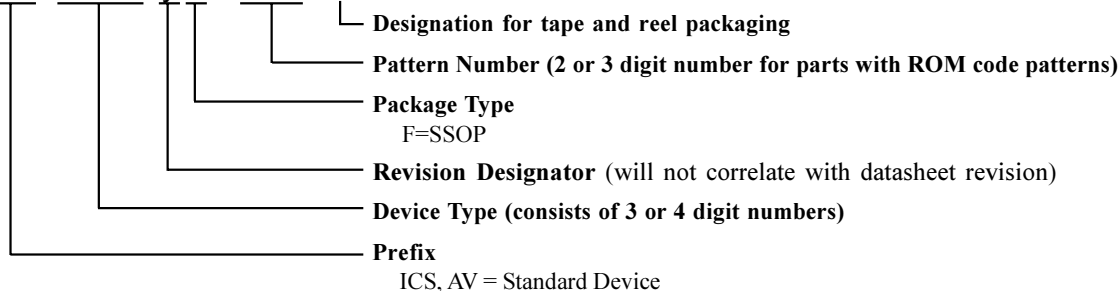 Designation for tape and reel packaging
Pattern Number (2 or 3 digit number for parts with ROM code patterns)
Package Type
F=SSOP
Revision Designator (will not correlate with datasheet revision)
Device Type (consists of 3 or 4 digit numbers)
Prefix
ICS, AV = Standard Device